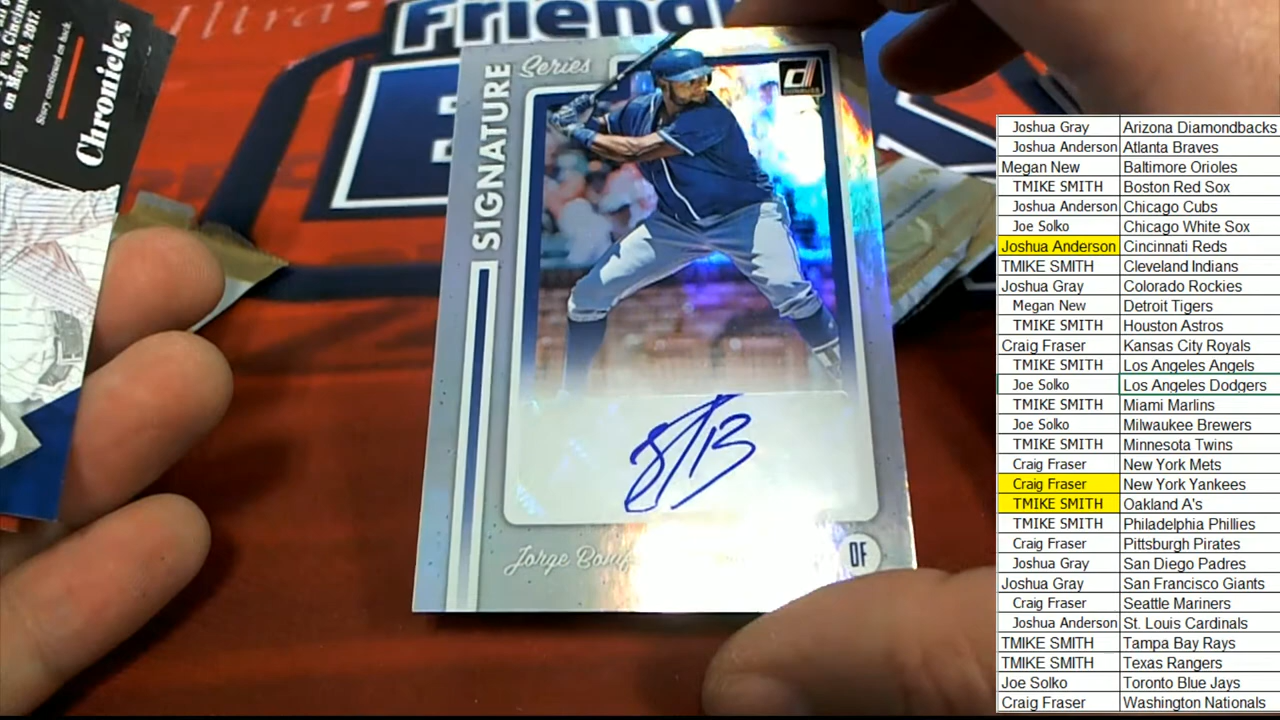 Friend
vs. Cincin
on May 18, 2017.
Story continued on back.
Chronicles
SIGNATURE
Series
DONRUSS
Jorge Bonif
OF
Joshua Gray Arizona Diamondbacks
Joshua Anderson Atlanta Braves
Megan New Baltimore Orioles
TMIKE SMITH Boston Red Sox
Joshua Anderson Chicago Cubs
Joe Solko Chicago White Sox
Joshua Anderson Cincinnati Reds
TMIKE SMITH Cleveland Indians
Joshua Gray Colorado Rockies
Megan New Detroit Tigers
TMIKE SMITH Houston Astros
Craig Fraser Kansas City Royals
TMIKE SMITH Los Angeles Angels
Joe Solko Los Angeles Dodgers
TMIKE SMITH Miami Marlins
Joe Solko Milwaukee Brewers
TMIKE SMITH Minnesota Twins
Craig Fraser New York Mets
Craig Fraser New York Yankees
TMIKE SMITH Oakland A's
TMIKE SMITH Philadelphia Phillies
Craig Fraser Pittsburgh Pirates
Joshua Gray San Diego Padres
Joshua Gray San Francisco Giants
Craig Fraser Seattle Mariners
Joshua Anderson St. Louis Cardinals
TMIKE SMITH Tampa Bay Rays
TMIKE SMITH Texas Rangers
Joe Solko Toronto Blue Jays
Craig Fraser Washington Nationals